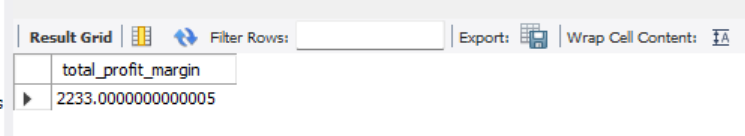 Result Grid Filter Rows: Export: Wrap Cell Content:
total_profit_margin
2233.0000000000005